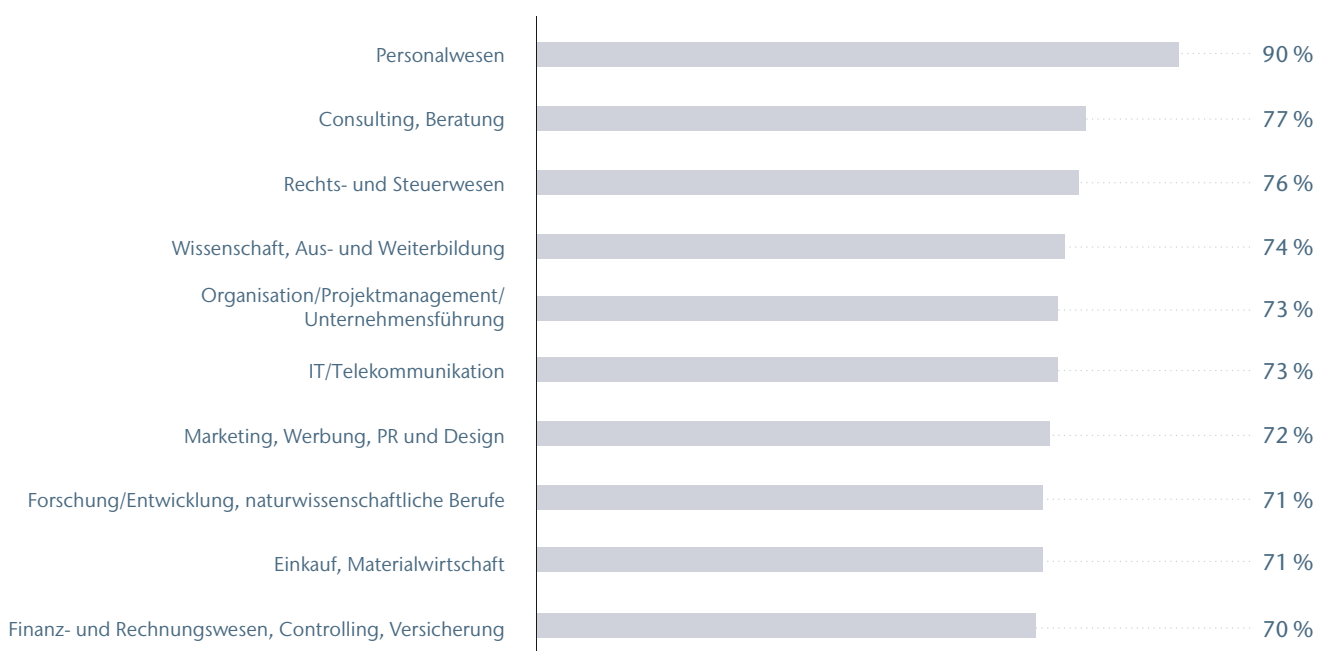 Personalwesen 90 %
Consulting, Beratung 77 %
Rechts- und Steuerwesen 76 %
Wissenschaft, Aus- und Weiterbildung 74 %
Organisation/Projektmanagement/
Unternehmensführung 73 %
IT/Telekommunikation 73 %
Marketing, Werbung, PR und Design 72 %
Forschung/Entwicklung, naturwissenschaftliche Berufe 71 %
Einkauf, Materialwirtschaft 71 %
Finanz- und Rechnungswesen, Controlling, Versicherung 70 %